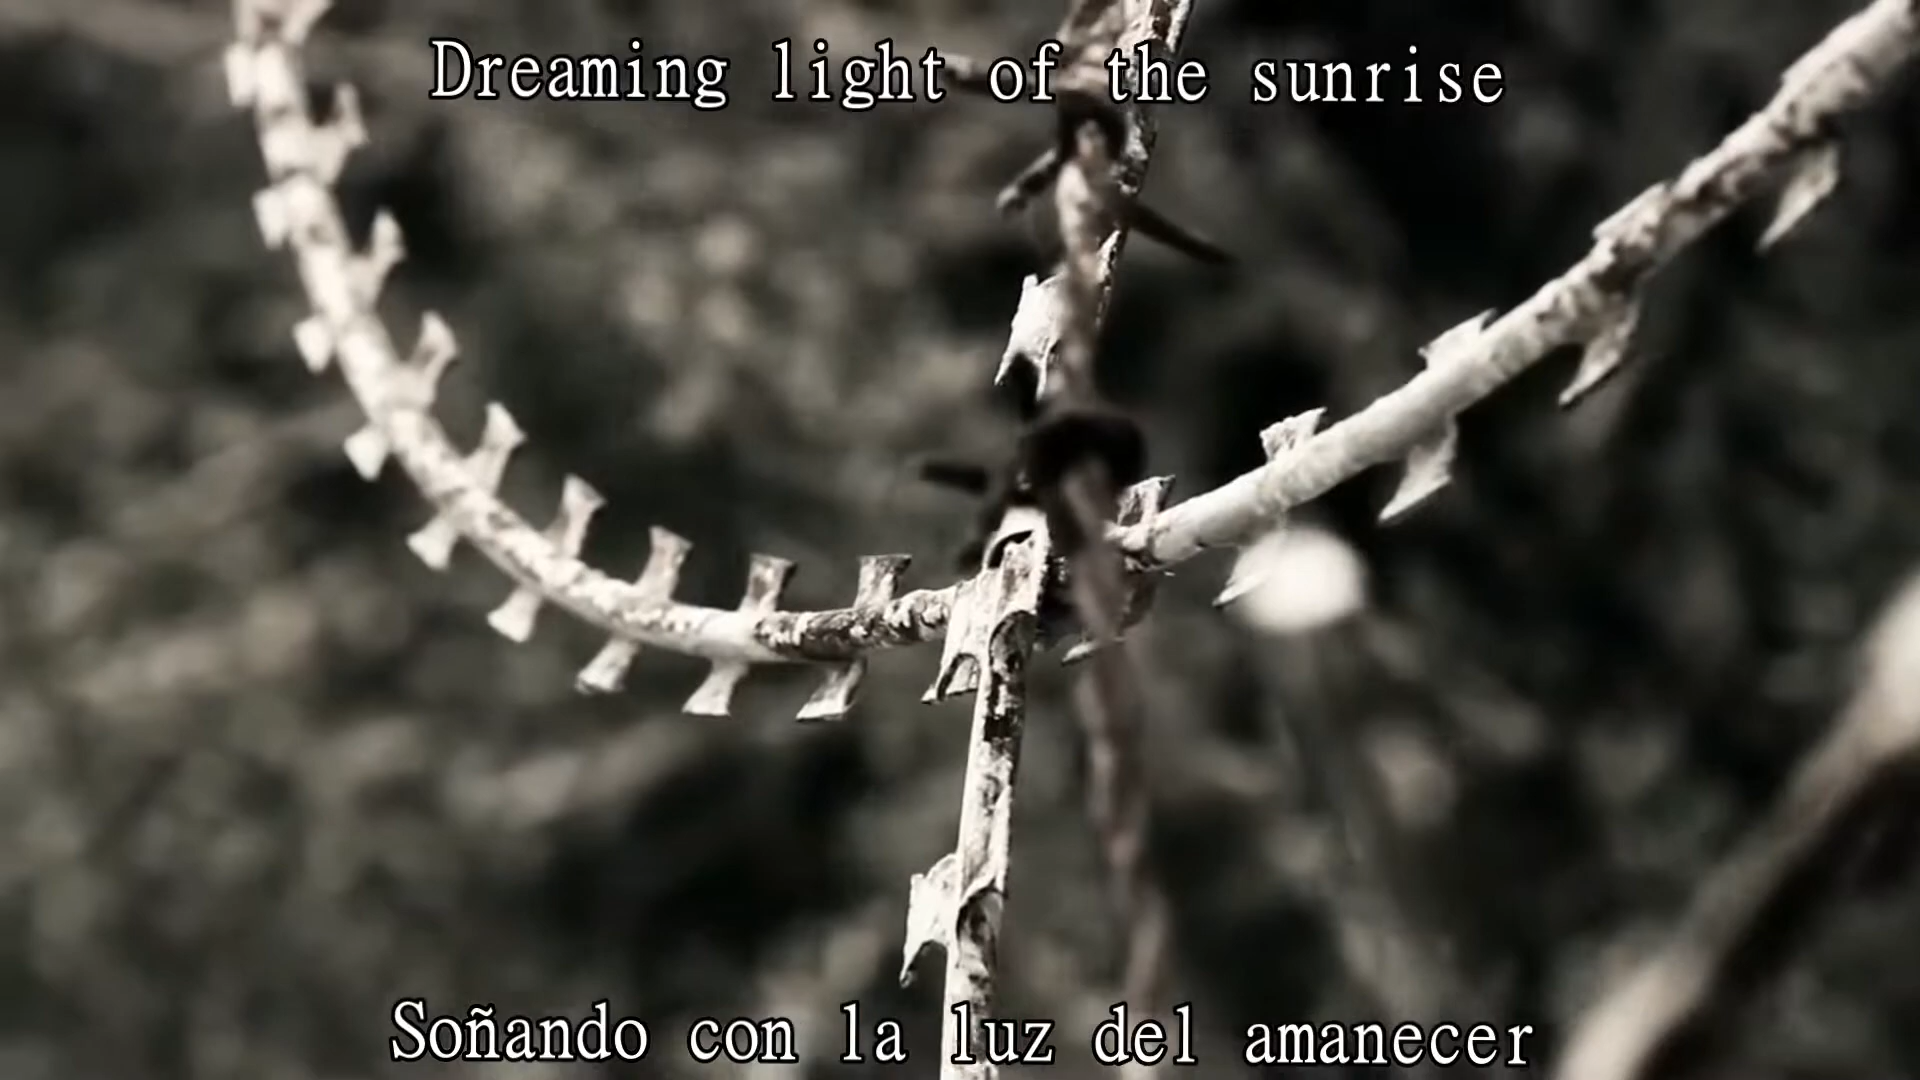 Dreaming light of the sunrise
Soñando con la luz del amanecer